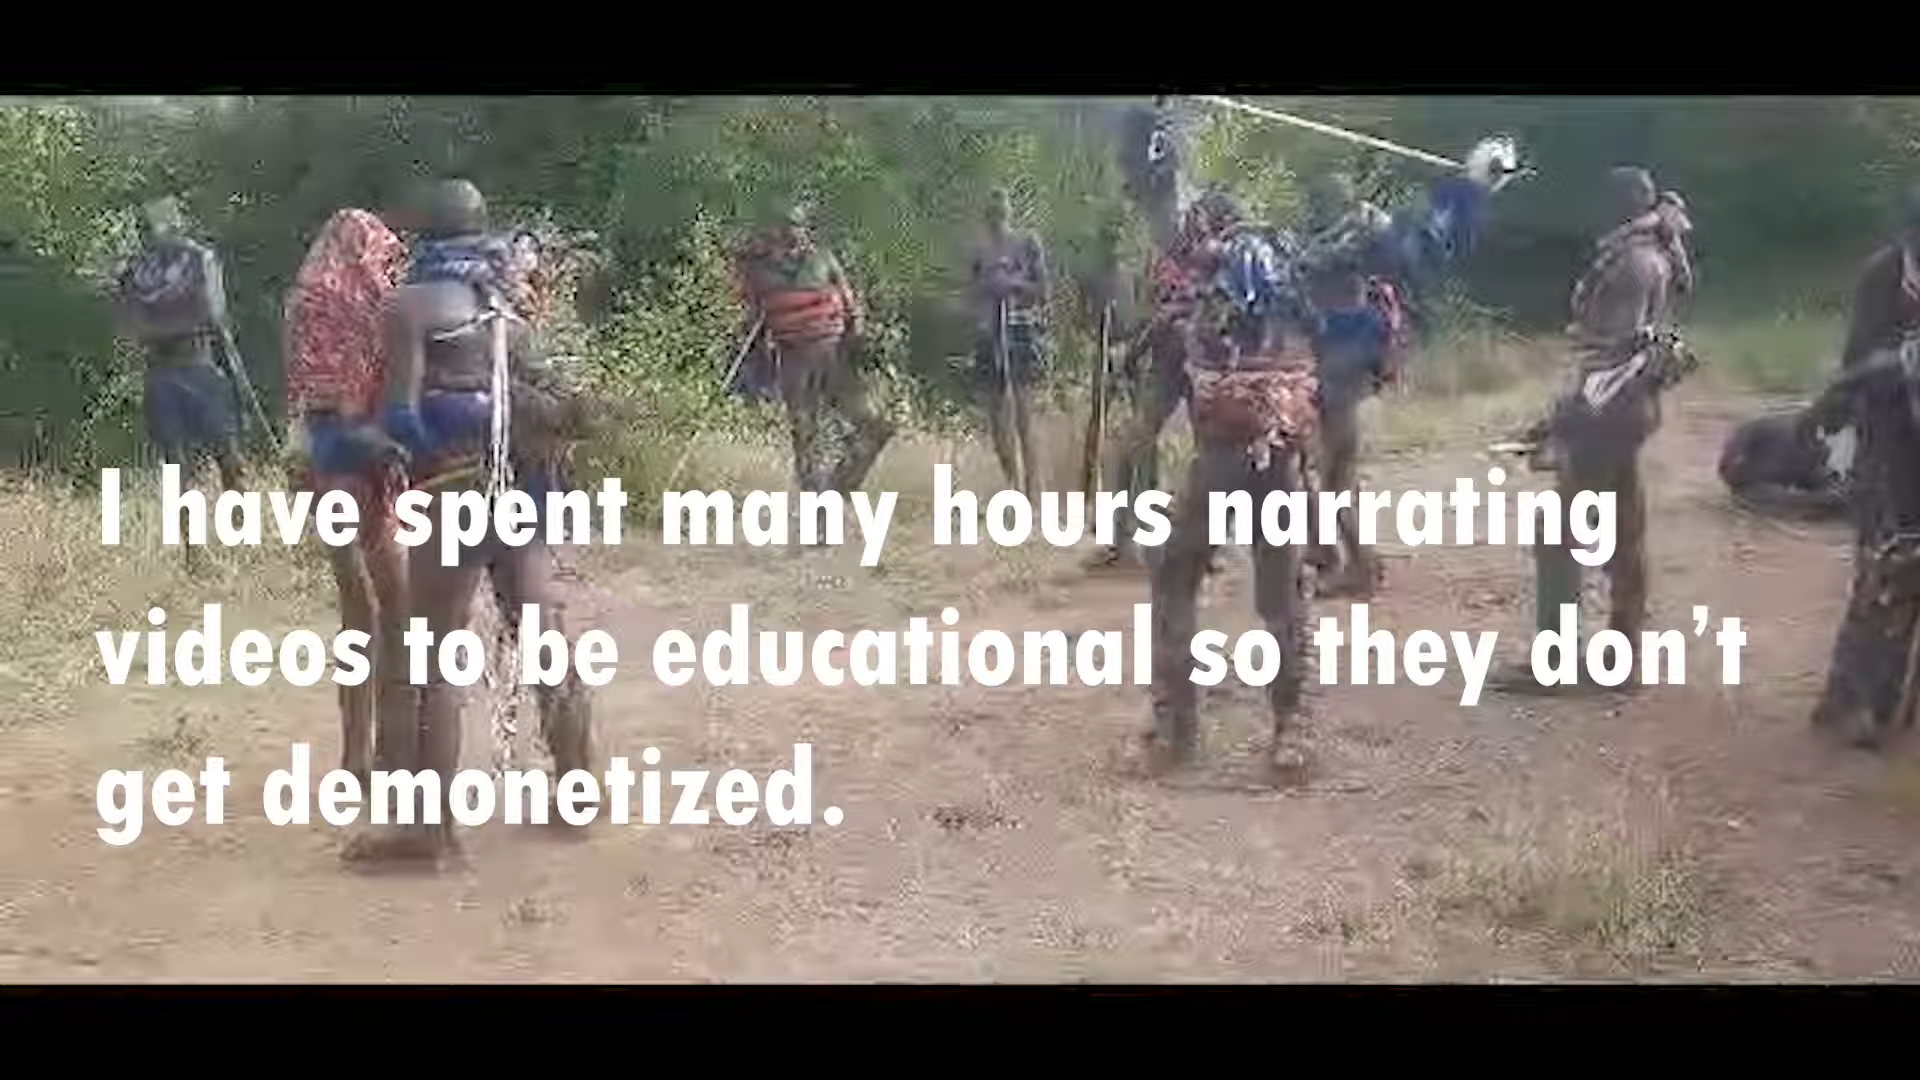 I have spent many hours narrating
videos to be educational so they don’t
get demonetized.